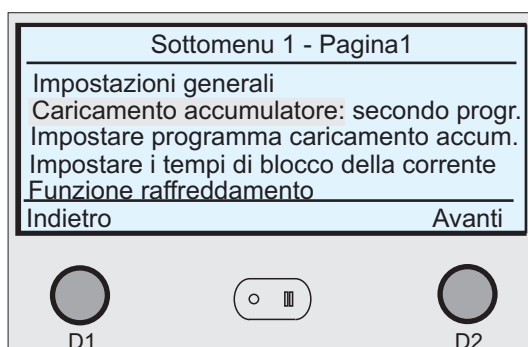 Sottomenu 1 - Pagina1
Impostazioni generali
Caricamento accumulatore: secondo progr.
Impostare programma caricamento accum.
Impostare i tempi di blocco della corrente
Funzione raffreddamento
Indietro Avanti
D1 D2